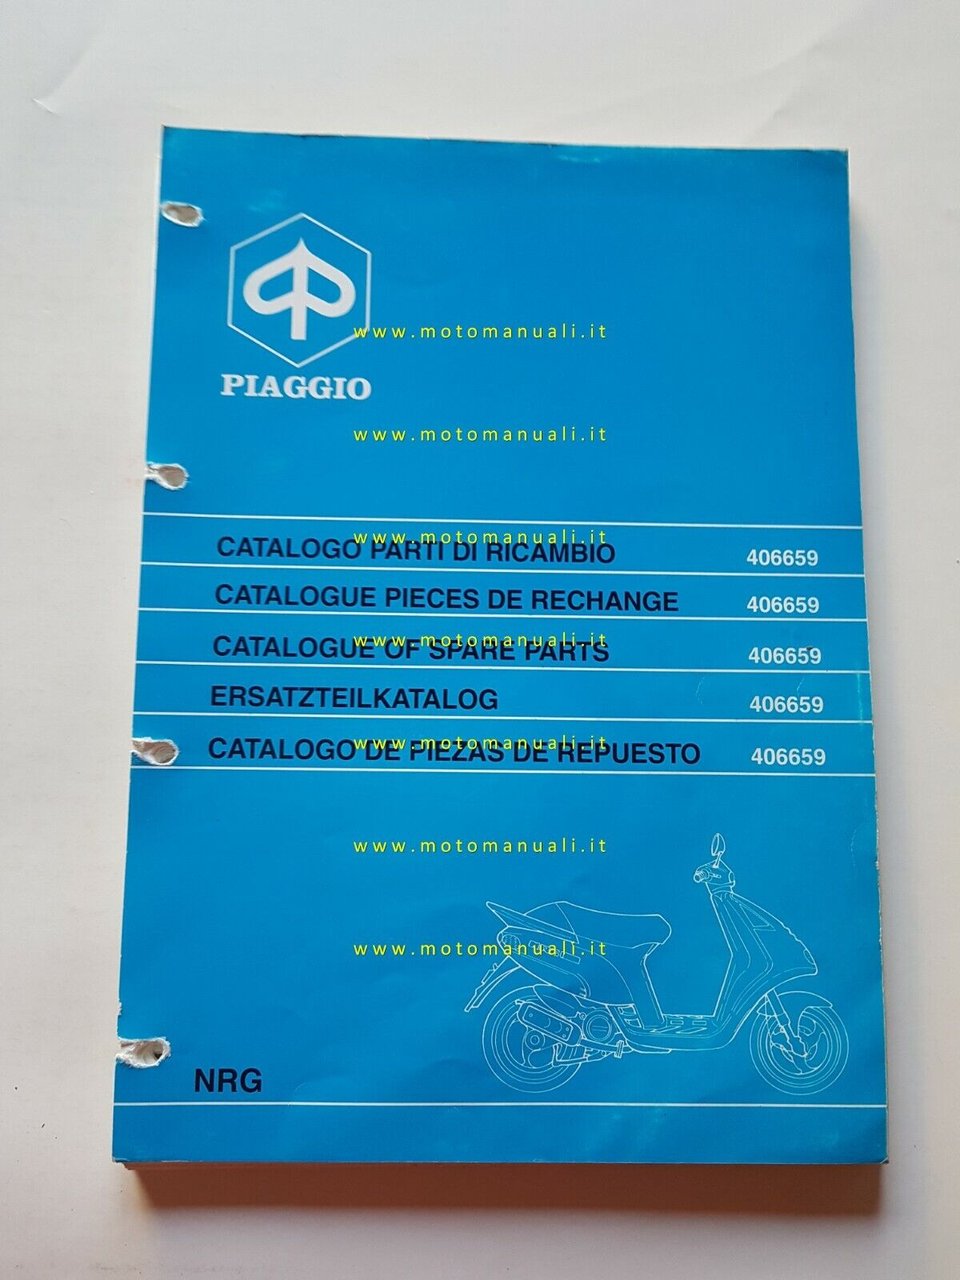 PIAGGIO
www.motomanuali.it
www.motomanuali.it
www.motomanuali.it
CATALOGO PARTI DI RICAMBIO 406659
CATALOGUE PIECES DE RECHANGE 406659
www.motomanuali.it
CATALOGUE OF SPARE PARTS 406659
ERSATZTEILKATALOG 406659
www.motomanuali.it
CATALOGO DE PIEZAS DE REPUESTO 406659
www.motomanuali.it
www.motomanuali.it
NRG